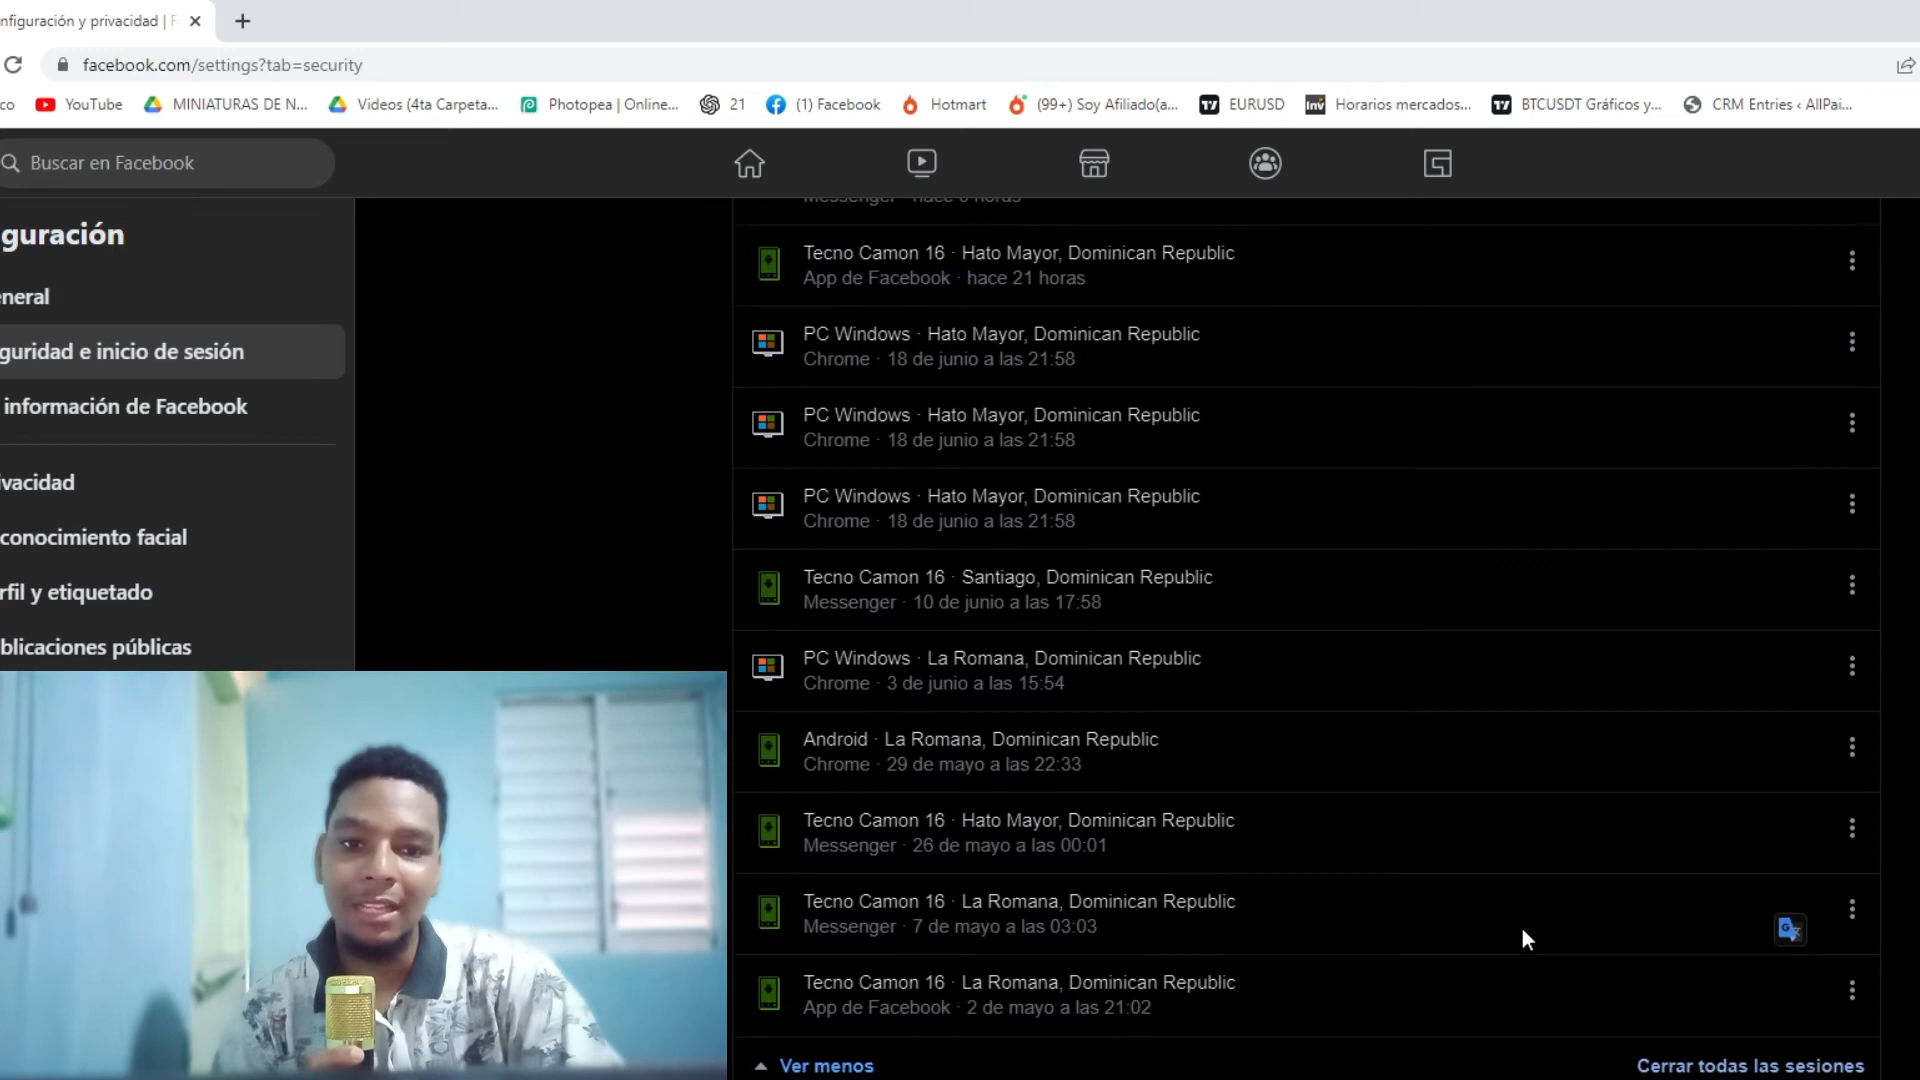 nfiguración y privacidad | F
facebook.com/settings?tab=security
co YouTube MINIATURAS DE N... Videos (4ta Carpeta... Photopea | Online... 21 (1) Facebook Hotmart (99+) Soy Afiliado(a... EURUSD Inv Horarios mercados... BTCUSDT Gráficos y... CRM Entries ‹ AllPai...
Buscar en Facebook
guración
eneral
guridad e inicio de sesión
información de Facebook
ivacidad
conocimiento facial
rfil y etiquetado
blicaciones públicas
Messenger · hace 6 horas
Tecno Camon 16 · Hato Mayor, Dominican Republic
App de Facebook · hace 21 horas
PC Windows · Hato Mayor, Dominican Republic
Chrome · 18 de junio a las 21:58
PC Windows · Hato Mayor, Dominican Republic
Chrome · 18 de junio a las 21:58
PC Windows · Hato Mayor, Dominican Republic
Chrome · 18 de junio a las 21:58
Tecno Camon 16 · Santiago, Dominican Republic
Messenger · 10 de junio a las 17:58
PC Windows · La Romana, Dominican Republic
Chrome · 3 de junio a las 15:54
Android · La Romana, Dominican Republic
Chrome · 29 de mayo a las 22:33
Tecno Camon 16 · Hato Mayor, Dominican Republic
Messenger · 26 de mayo a las 00:01
Tecno Camon 16 · La Romana, Dominican Republic
Messenger · 7 de mayo a las 03:03
Tecno Camon 16 · La Romana, Dominican Republic
App de Facebook · 2 de mayo a las 21:02
Ver menos
Cerrar todas las sesiones